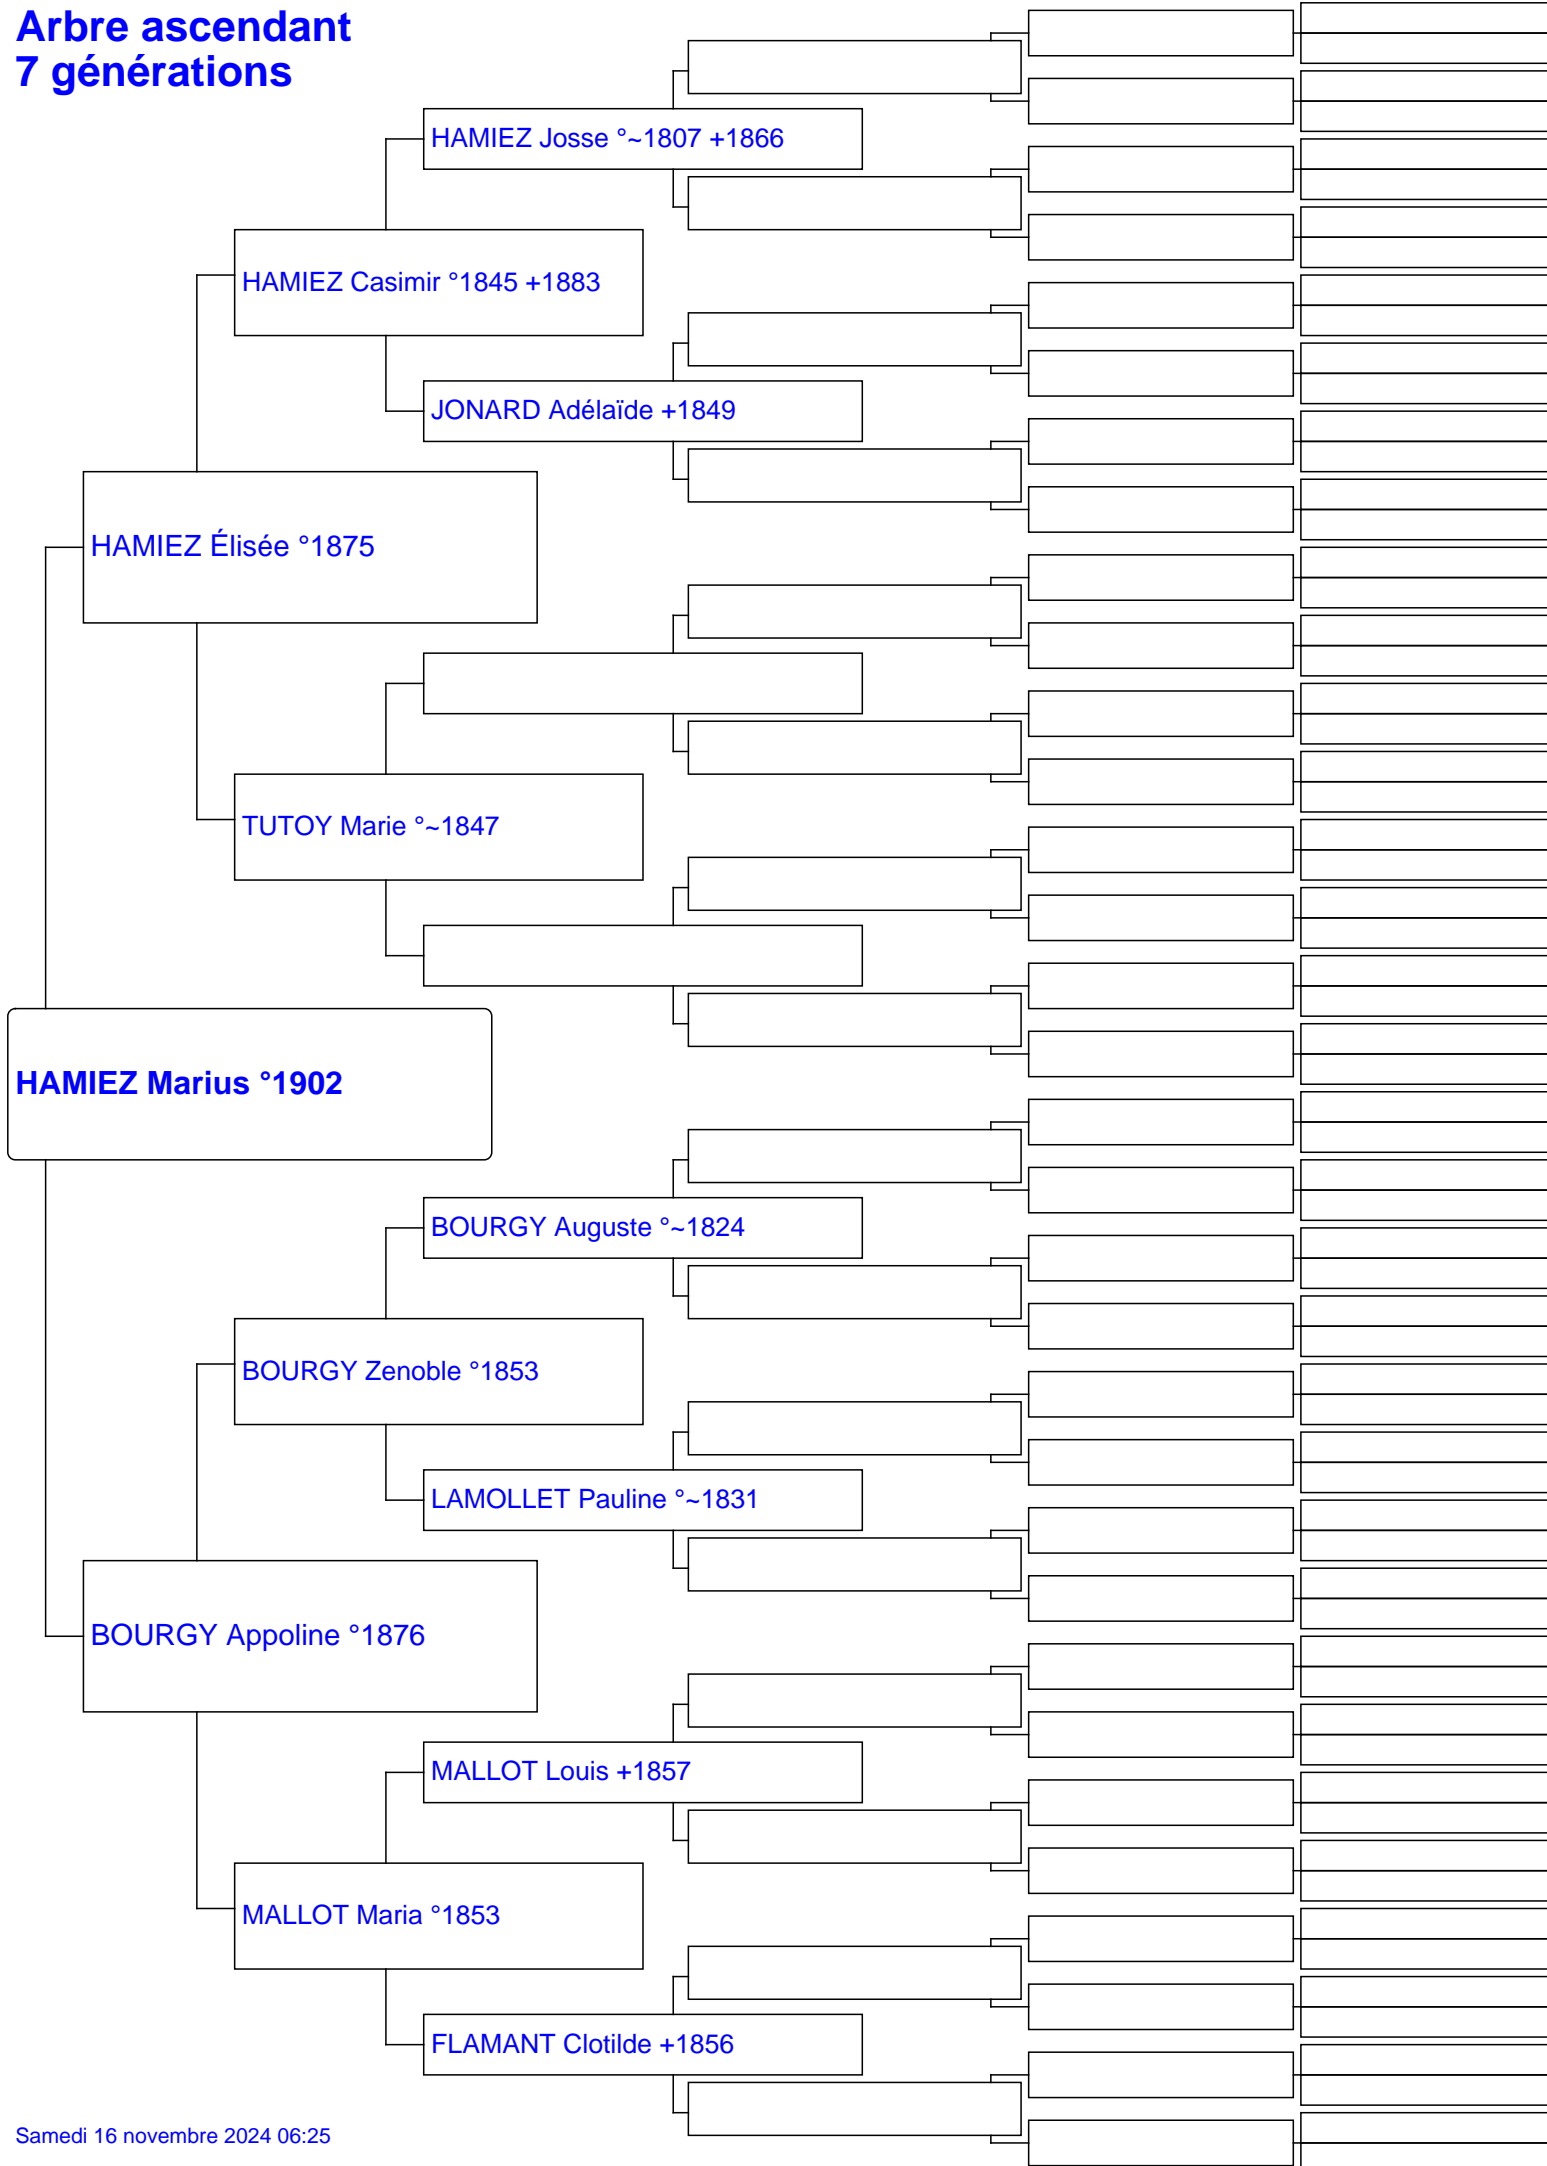 Arbre ascendant
7 générations
HAMIEZ Josse °~1807 +1866
HAMIEZ Casimir °1845 +1883
JONARD Adélaïde +1849
HAMIEZ Élisée °1875
TUTOY Marie °~1847
HAMIEZ Marius °1902
BOURGY Auguste °~1824
BOURGY Zenoble °1853
LAMOLLET Pauline °~1831
BOURGY Appoline °1876
MALLOT Louis +1857
MALLOT Maria °1853
FLAMANT Clotilde +1856
Samedi 16 novembre 2024 06:25